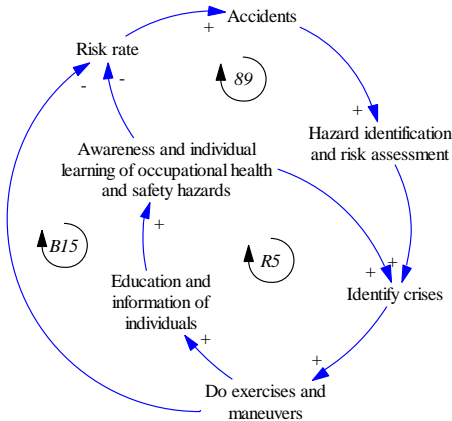 Accidents
Risk rate
+
-
-
89
+
Hazard identification
and risk assessment
Awareness and individual
learning of occupational health
and safety hazards
+
B15
R5
+
+
Identify crises
Education and
information of
individuals
+
+
Do exercises and
maneuvers